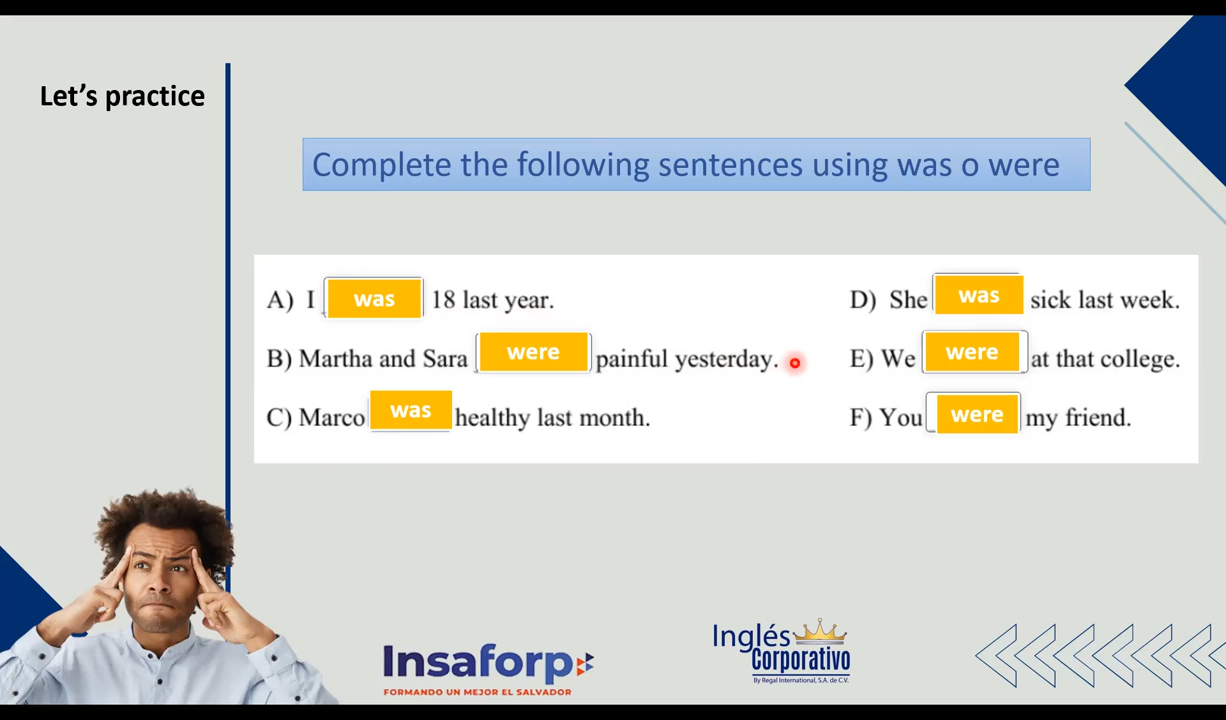 Let's practice
Complete the following sentences using was o were
A) I was 18 last year.
B) Martha and Sara were painful yesterday.
C) Marco was healthy last month.
D) She was sick last week.
E) We were at that college.
F) You were my friend.
Insaforp
FORMANDO UN MEJOR EL SALVADOR
Inglés
Corporativo
By Regal International, S.A. de C.V.